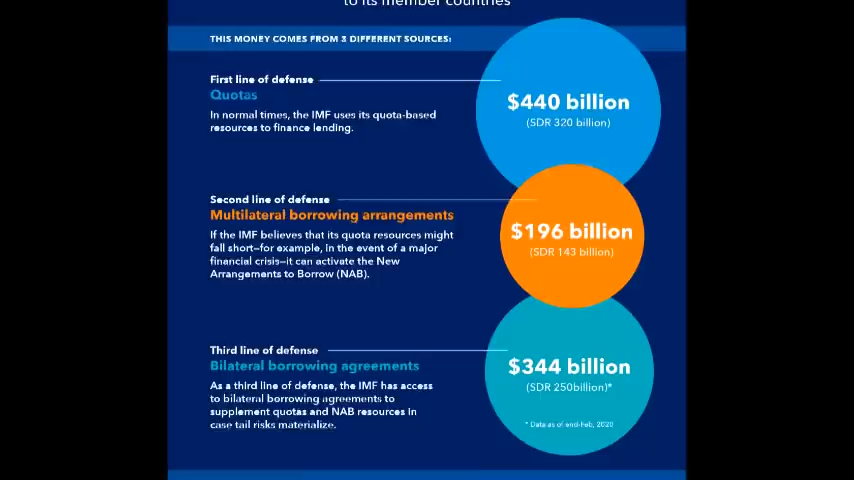 to its member countries
THIS MONEY COMES FROM 3 DIFFERENT SOURCES:
First line of defense
Quotas
In normal times, the IMF uses its quota-based
resources to finance lending.
$440 billion
(SDR 320 billion)
Second line of defense
Multilateral borrowing arrangements
If the IMF believes that its quota resources might
fall short—for example, in the event of a major
financial crisis—it can activate the New
Arrangements to Borrow (NAB).
$196 billion
(SDR 143 billion)
Third line of defense
Bilateral borrowing agreements
As a third line of defense, the IMF has access
to bilateral borrowing agreements to
supplement quotas and NAB resources in
case tail risks materialize.
$344 billion
(SDR 250billion)*
* Data as of end-Feb, 2020